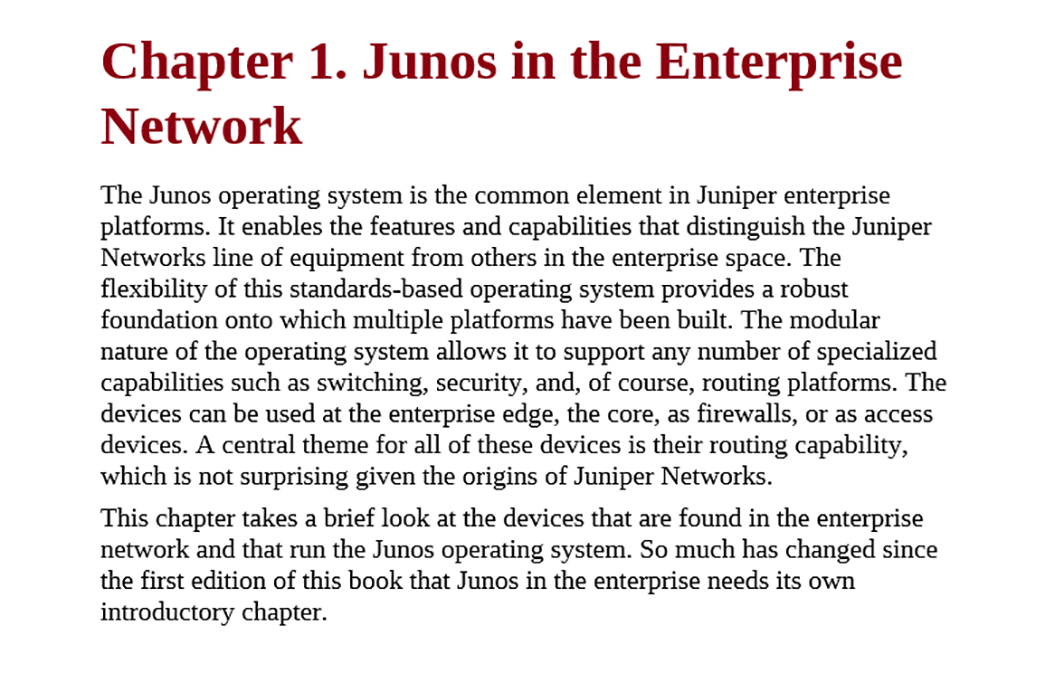 Chapter 1. Junos in the Enterprise
Network
The Junos operating system is the common element in Juniper enterprise
platforms. It enables the features and capabilities that distinguish the Juniper
Networks line of equipment from others in the enterprise space. The
flexibility of this standards-based operating system provides a robust
foundation onto which multiple platforms have been built. The modular
nature of the operating system allows it to support any number of specialized
capabilities such as switching, security, and, of course, routing platforms. The
devices can be used at the enterprise edge, the core, as firewalls, or as access
devices. A central theme for all of these devices is their routing capability,
which is not surprising given the origins of Juniper Networks.
This chapter takes a brief look at the devices that are found in the enterprise
network and that run the Junos operating system. So much has changed since
the first edition of this book that Junos in the enterprise needs its own
introductory chapter.